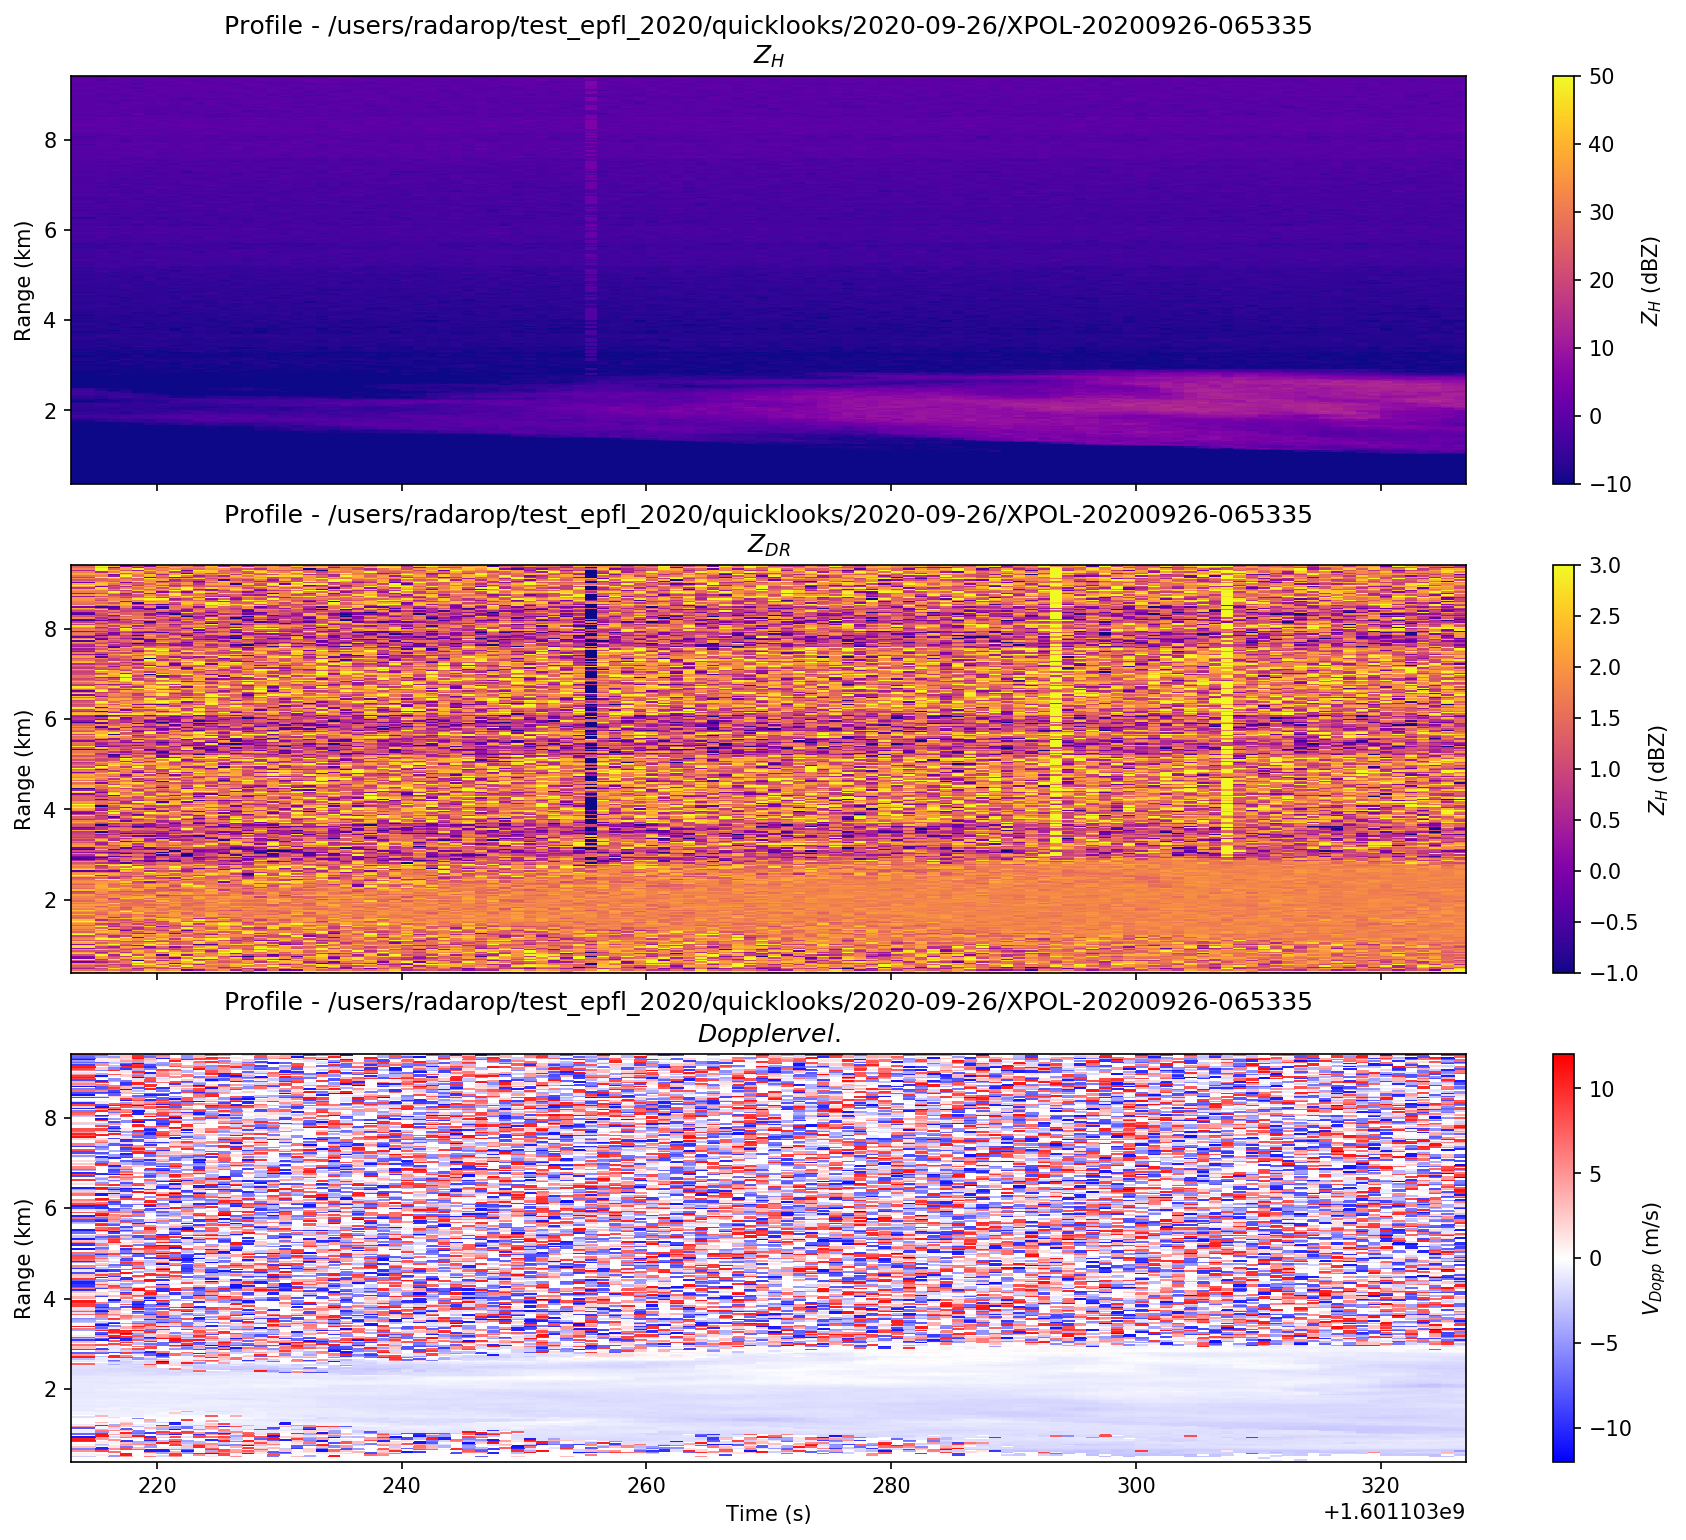 Profile - /users/radarop/test_epfl_2020/quicklooks/2020-09-26/XPOL-20200926-065335
Z_H
Range (km)
8
6
4
2
50
40
30
20
10
0
−10
Z_H (dBZ)
Profile - /users/radarop/test_epfl_2020/quicklooks/2020-09-26/XPOL-20200926-065335
Z_DR
Range (km)
8
6
4
2
3.0
2.5
2.0
1.5
1.0
0.5
0.0
−0.5
−1.0
Z_H (dBZ)
Profile - /users/radarop/test_epfl_2020/quicklooks/2020-09-26/XPOL-20200926-065335
Dopplervel.
Range (km)
8
6
4
2
10
5
0
−5
−10
V_Dopp (m/s)
220 240 260 280 300 320
Time (s)
+1.601103e9